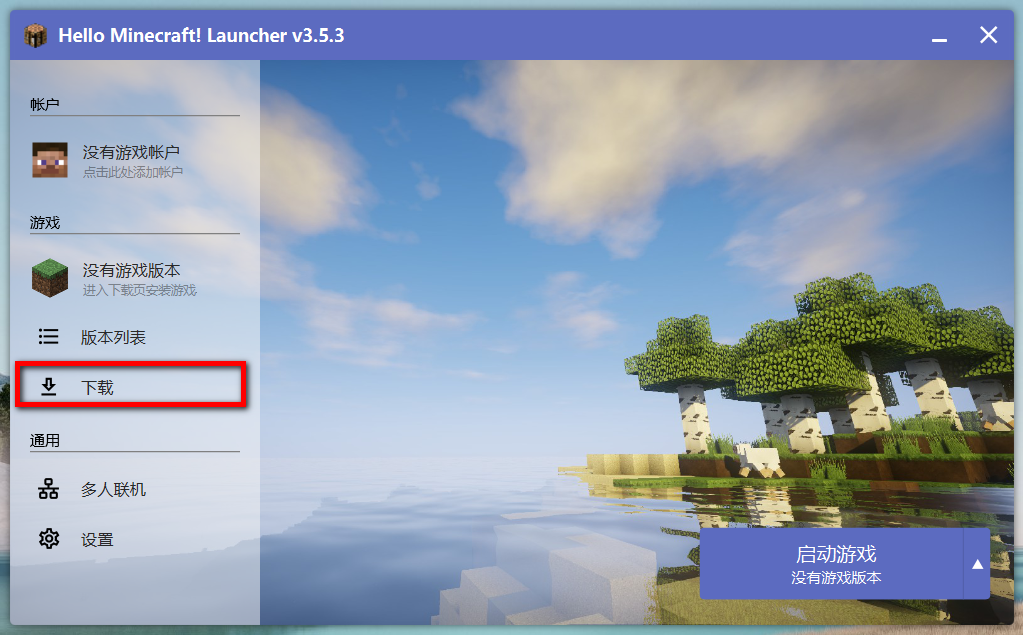 Hello Minecraft! Launcher v3.5.3
帐户
没有游戏帐户
点击此处添加帐户
游戏
没有游戏版本
进入下载页安装游戏
版本列表
下载
通用
多人联机
设置
启动游戏
没有游戏版本